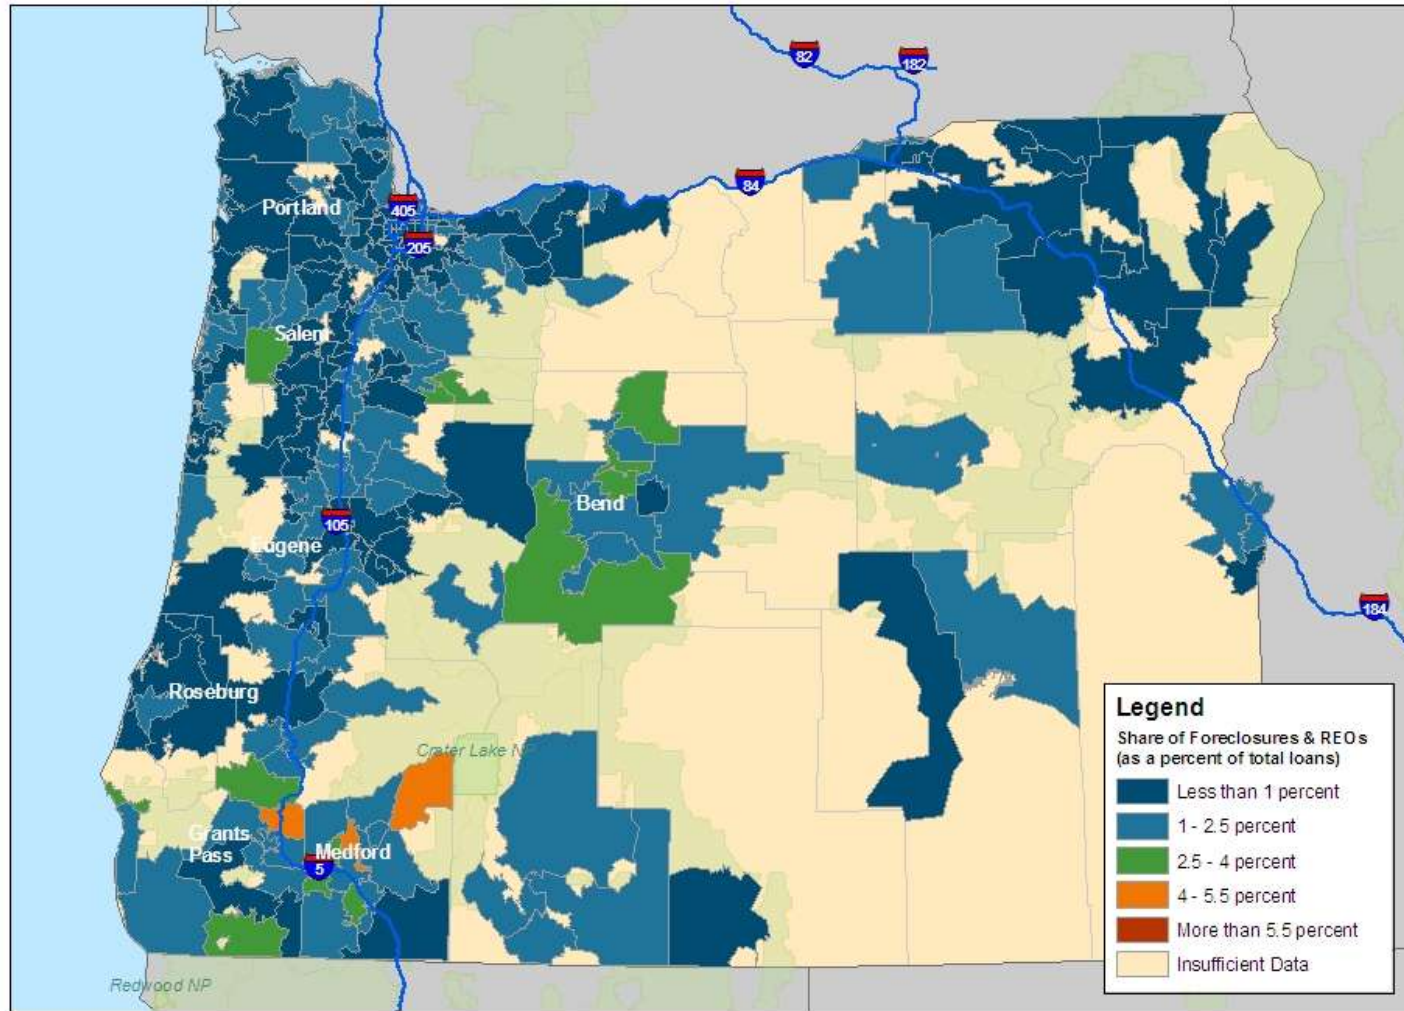 82
182
84
Portland
405
205
Salem
Bend
105
Eugene
184
Roseburg
Crater Lake NP
Grants
Pass
Medford
5
Redwood NP
Legend
Share of Foreclosures & REOs
(as a percent of total loans)
Less than 1 percent
1 - 2.5 percent
2.5 - 4 percent
4 - 5.5 percent
More than 5.5 percent
Insufficient Data